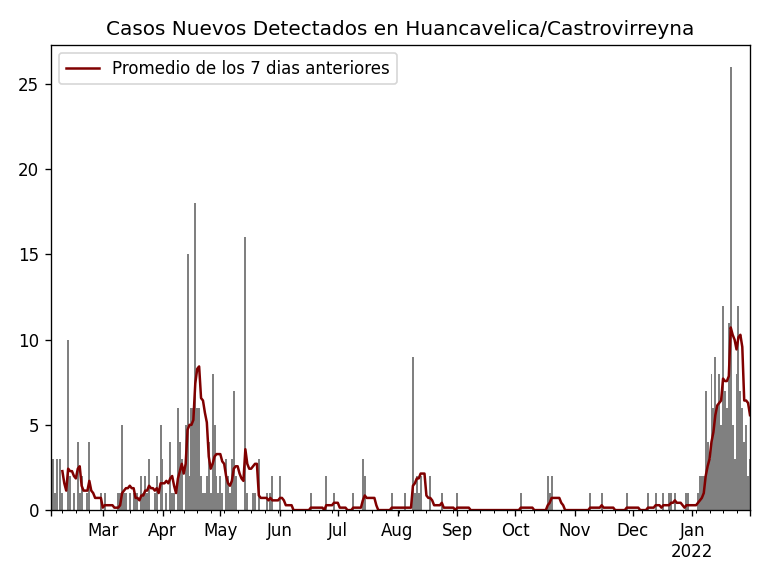 Casos Nuevos Detectados en Huancavelica/Castrovirreyna
Promedio de los 7 dias anteriores
25
20
15
10
5
0
Mar Apr May Jun Jul Aug Sep Oct Nov Dec Jan
2022